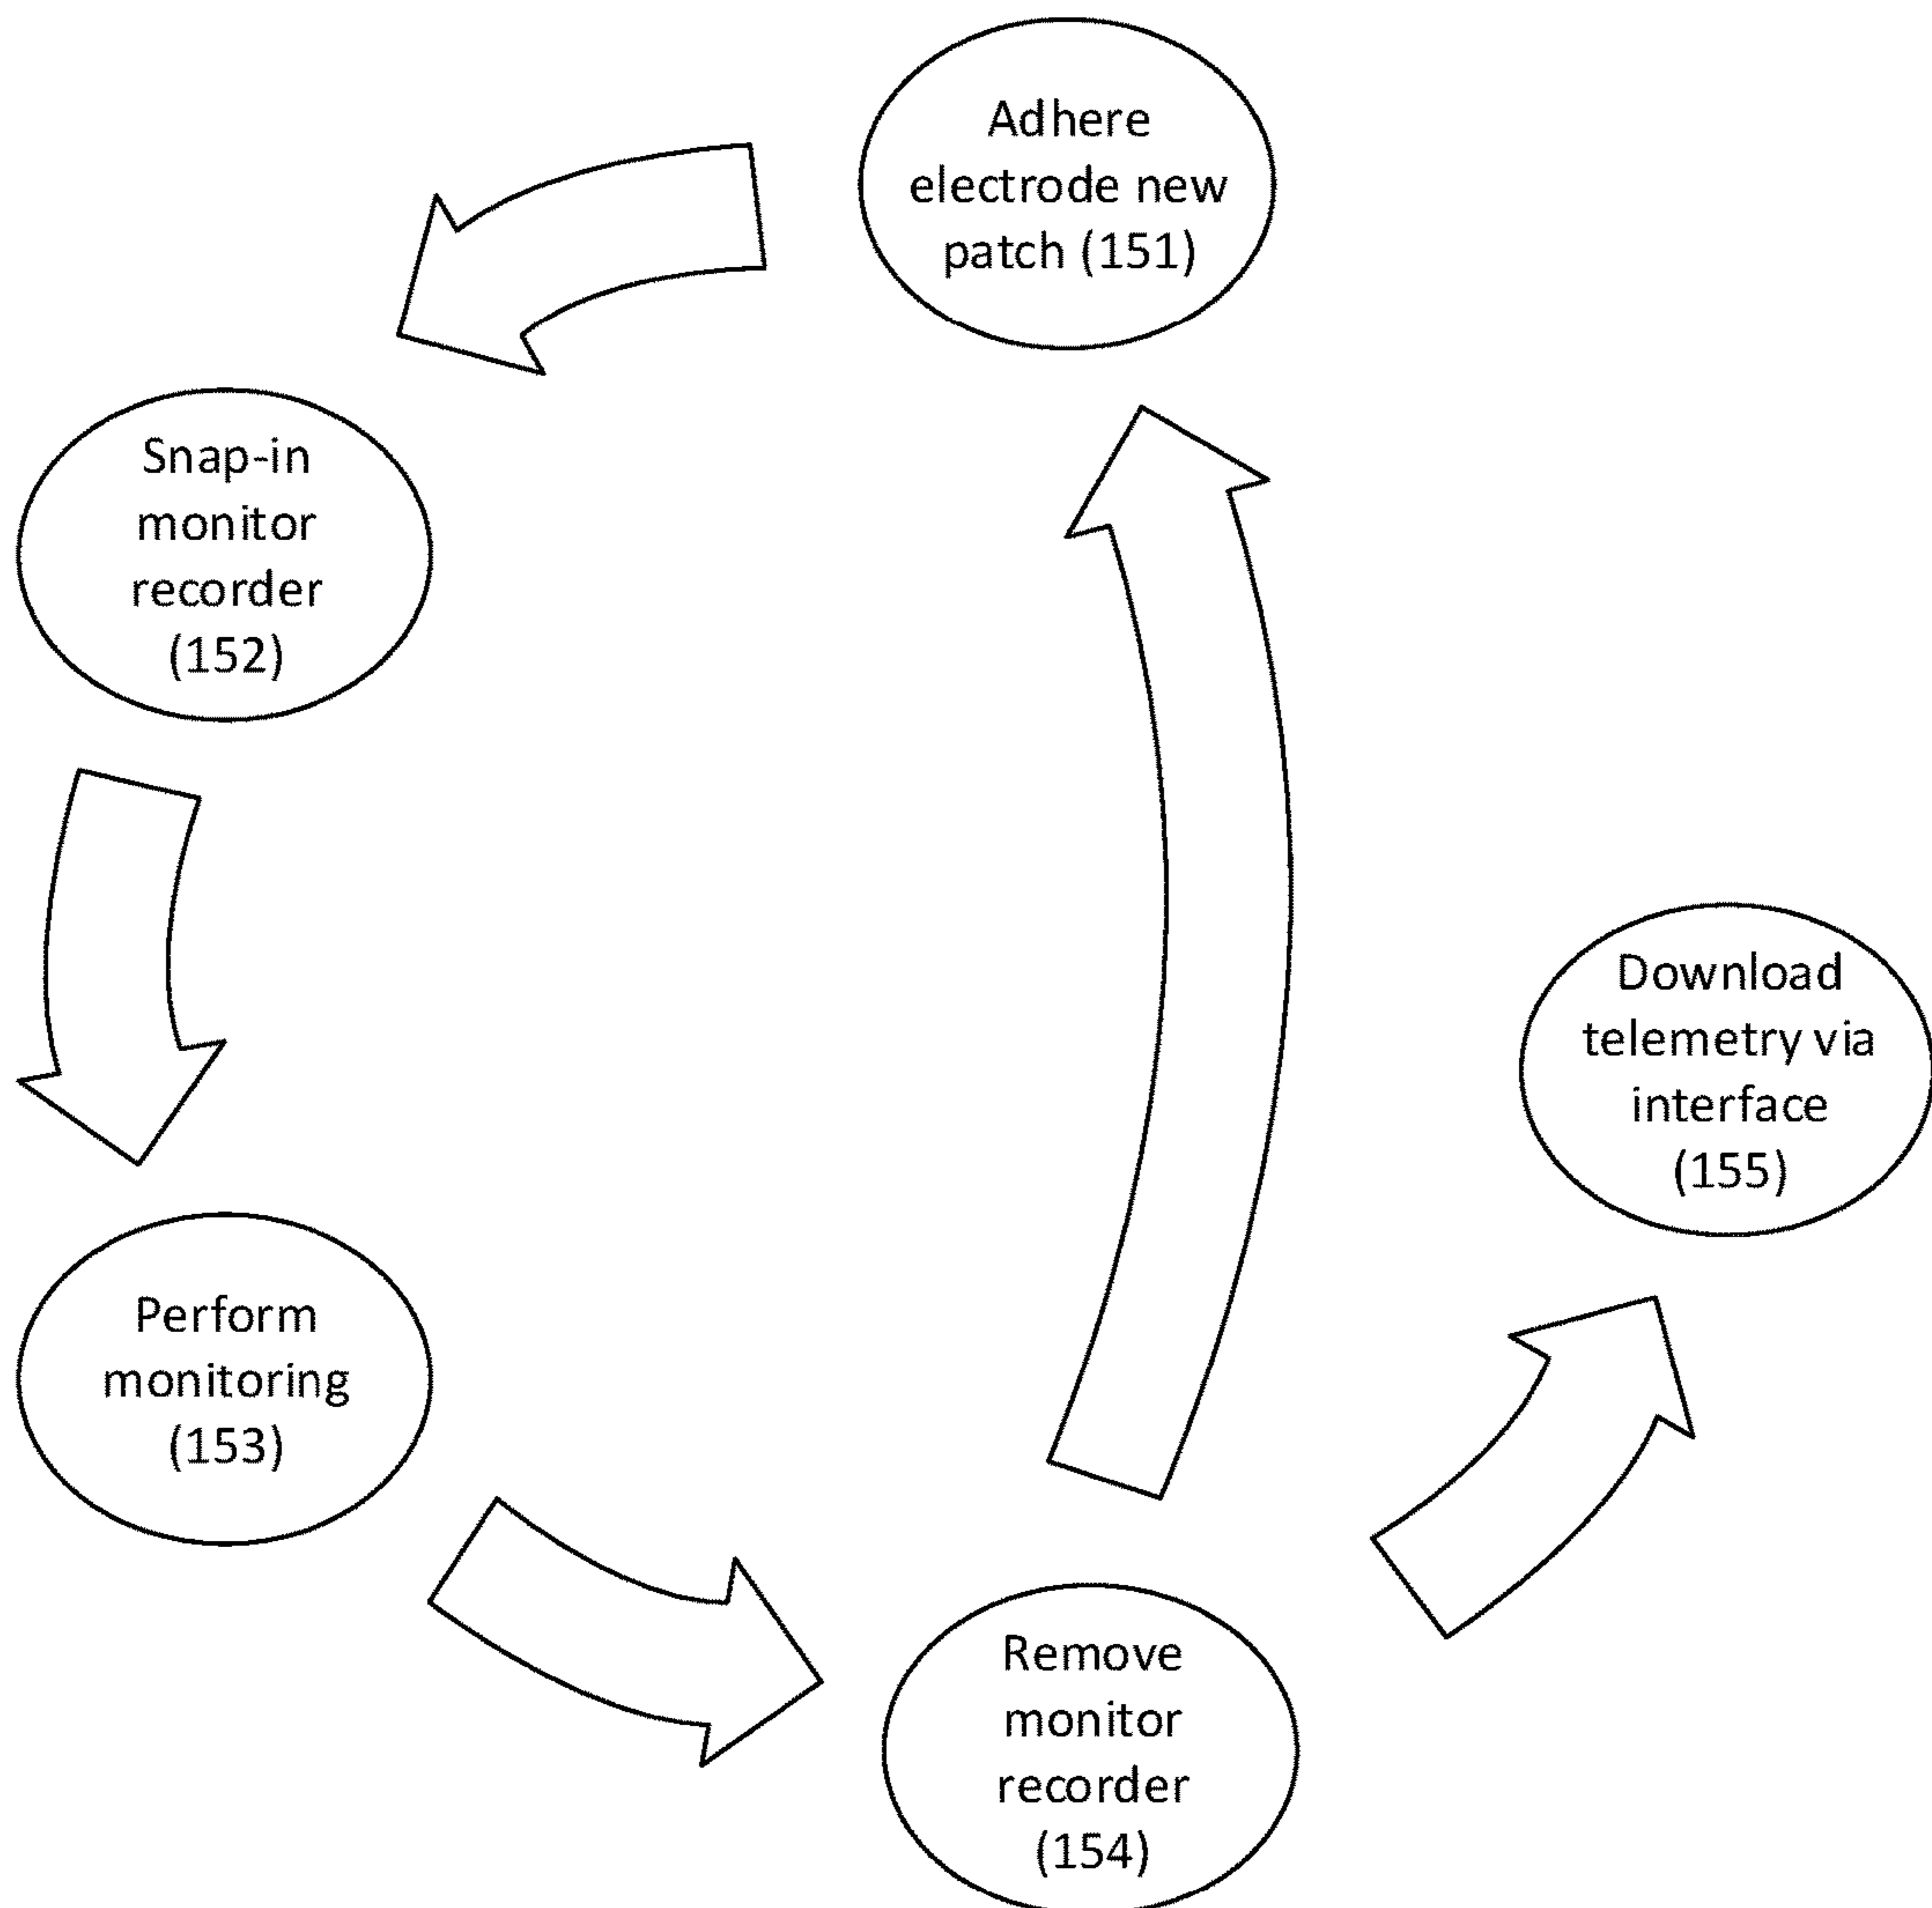 Adhere
electrode new
patch (151)
Snap-in
monitor
recorder
(152)
Perform
monitoring
(153)
Remove
monitor
recorder
(154)
Download
telemetry via
interface
(155)